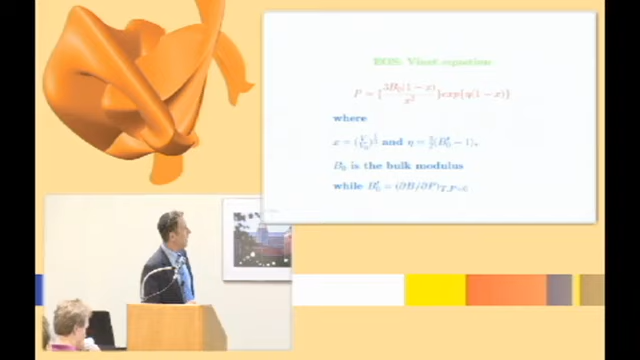 EOS: Vinet equation
P = {3B₀(1 − x)/x²}exp{η(1 − x)}
where
x = (V/V₀)^{1/3} and η = 3/2(B₀′ − 1).
B₀ is the bulk modulus
while B₀′ = (∂B/∂P)_{T,P=0}